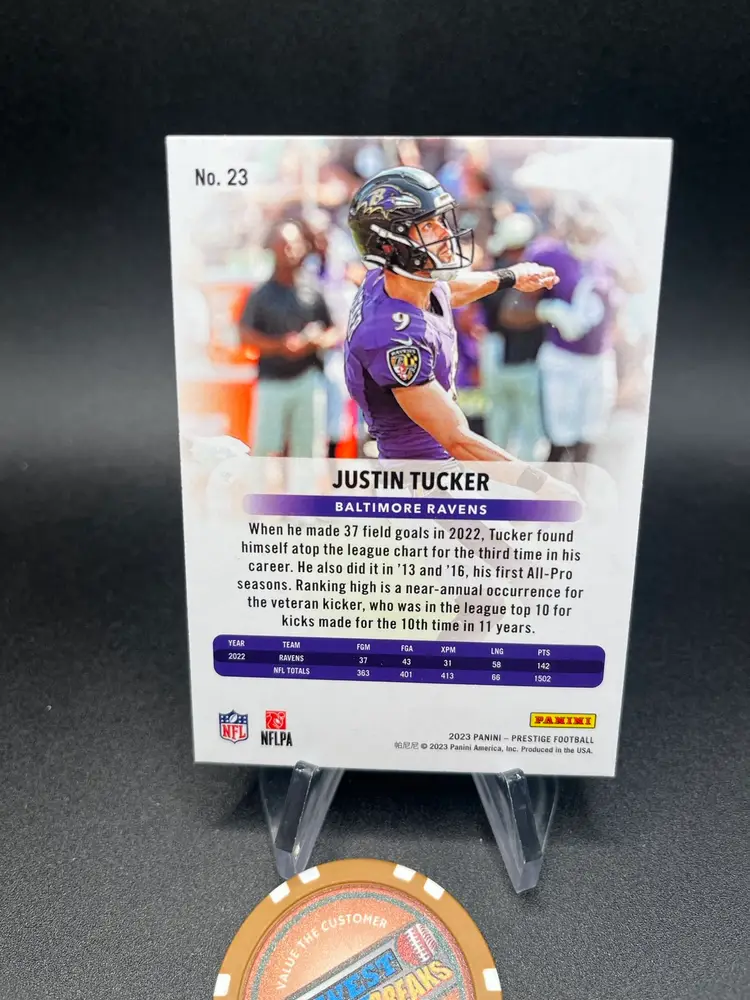 No. 23
9
JUSTIN TUCKER
BALTIMORE RAVENS
When he made 37 field goals in 2022, Tucker found
himself atop the league chart for the third time in his
career. He also did it in '13 and '16, his first All-Pro
seasons. Ranking high is a near-annual occurrence for
the veteran kicker, who was in the league top 10 for
kicks made for the 10th time in 11 years.
YEAR TEAM FGM FGA XPM LNG PTS
2022 RAVENS 37 43 31 58 142
NFL TOTALS 363 401 413 66 1502
NFL
NFLPA
PANINI
2023 PANINI – PRESTIGE FOOTBALL
帕尼尼 © 2023 Panini America, Inc. Produced in the USA.
VALUE THE CUSTOMER
BREAKS